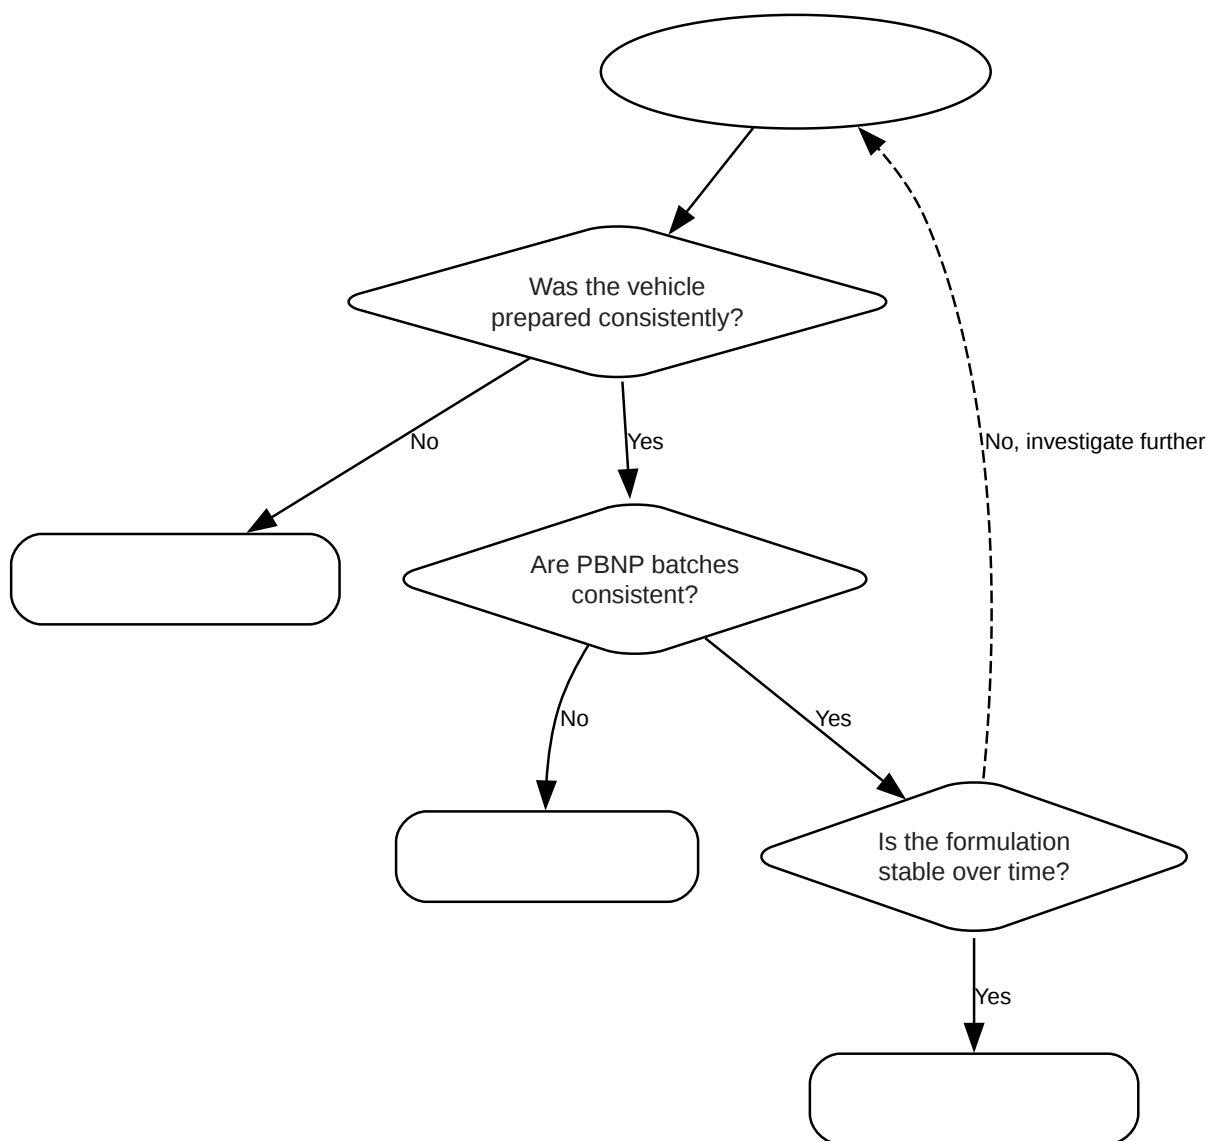 Was the vehicle
prepared consistently?
No
Yes
No, investigate further
Are PBNP batches
consistent?
No
Yes
Is the formulation
stable over time?
Yes